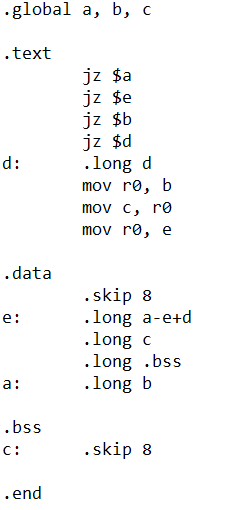 .global a, b, c
.text
jz $a
jz $e
jz $b
jz $d
d: .long d
mov r0, b
mov c, r0
mov r0, e
.data
.skip 8
e: .long a-e+d
.long c
.long .bss
a: .long b
.bss
c: .skip 8
.end